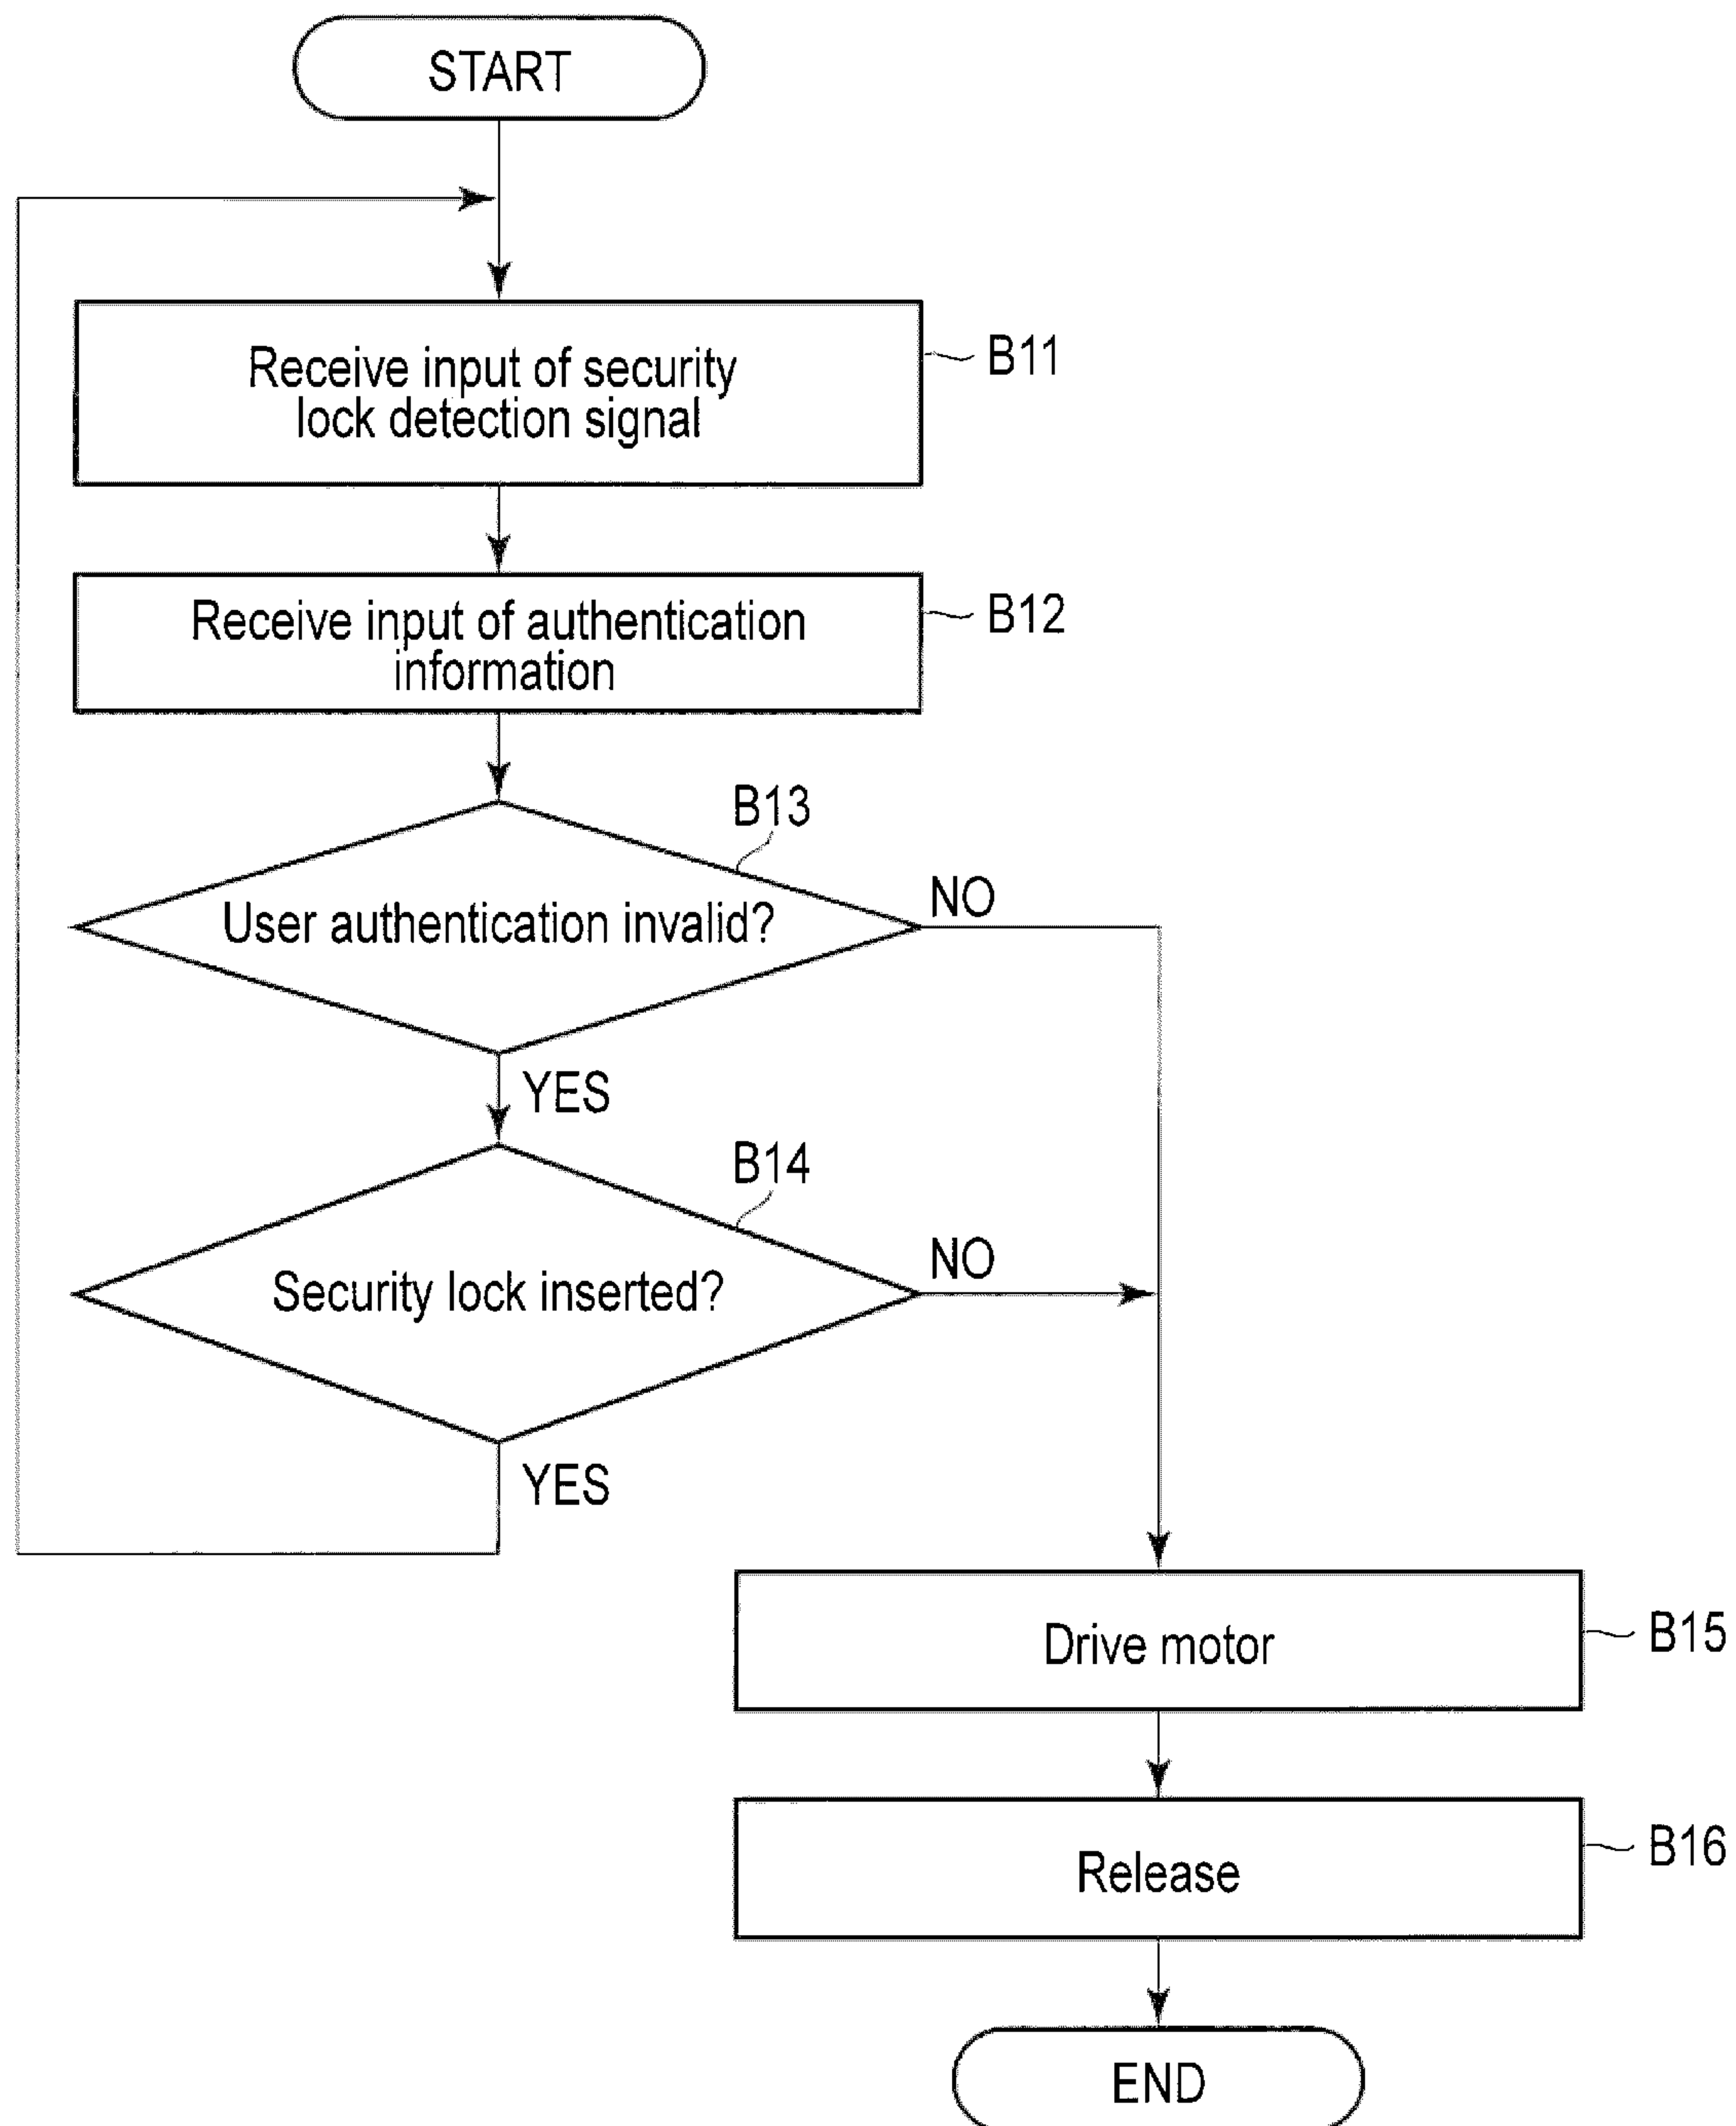 START
Receive input of security
lock detection signal
B11
Receive input of authentication
information
B12
B13
User authentication invalid?
NO
YES
B14
Security lock inserted?
NO
YES
Drive motor
B15
Release
B16
END